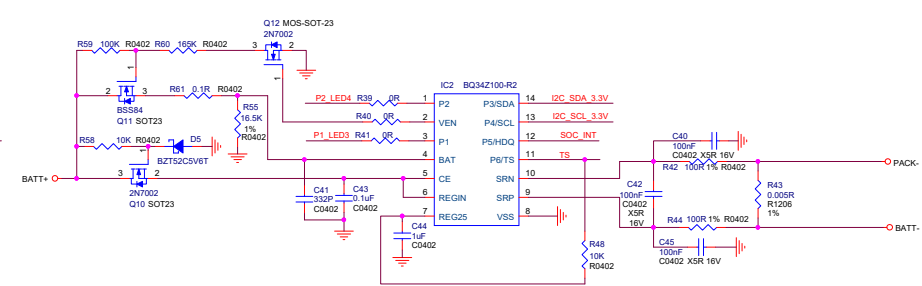 Q12 MOS-SOT-23
2N7002
R59 100K R0402 R60 165K R0402
3 2
1
1
2 3
R61 0.1R R0402
BSS84
Q11 SOT23
R55
16.5K
1%
R0402
R58 10K R0402 D5
BZT52C5V6T
1
BATT+
3 2
2N7002
Q10 SOT23
P2_LED4 R39 0R
R40 0R
P1_LED3 R41 0R
IC2 BQ34Z100-R2
1 P2 P3/SDA 14 I2C_SDA_3.3V
2 VEN P4/SCL 13 I2C_SCL_3.3V
3 P1 P5/HDQ 12 SOC_INT
4 BAT P6/TS 11 TS
5 CE SRN 10
6 REGIN SRP 9
7 REG25 VSS 8
C41
332P
C0402
C43
0.1uF
C0402
C44
1uF
C0402
R48
10K
R0402
C40
100nF
C0402 X5R 16V
R42 100R 1% R0402
PACK-
C42
100nF
C0402
X5R
16V
R43
0.005R
R1206
1%
R44 100R 1% R0402
BATT-
C45
100nF
C0402 X5R 16V